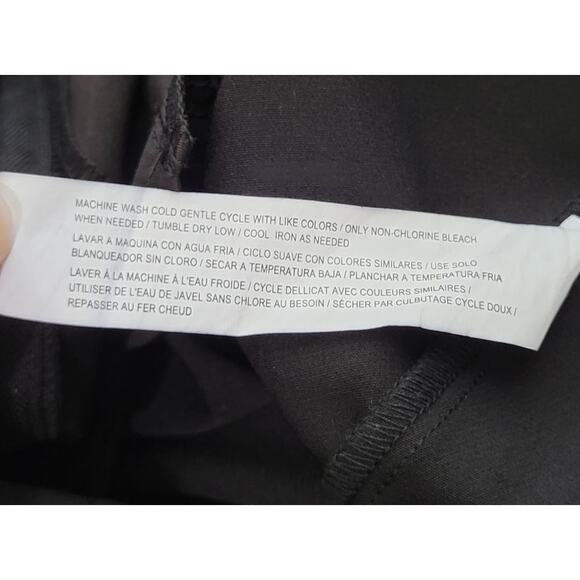 MACHINE WASH COLD GENTLE CYCLE WITH LIKE COLORS / ONLY NON-CHLORINE BLEACH
WHEN NEEDED / TUMBLE DRY LOW / COOL IRON AS NEEDED
LAVAR A MAQUINA CON AGUA FRIA / CICLO SUAVE CON COLORES SIMILARES / USE SOLO
BLANQUEADOR SIN CLORO / SECAR A TEMPERATURA BAJA / PLANCHAR A TEMPERATURA FRIA
LAVER À LA MACHINE À L'EAU FROIDE / CYCLE DELLICAT AVEC COULEURS SIMILAIRES /
UTILISER DE L'EAU DE JAVEL SANS CHLORE AU BESOIN / SÉCHER PAR CULBUTAGE CYCLE DOUX /
REPASSER AU FER CHEUD